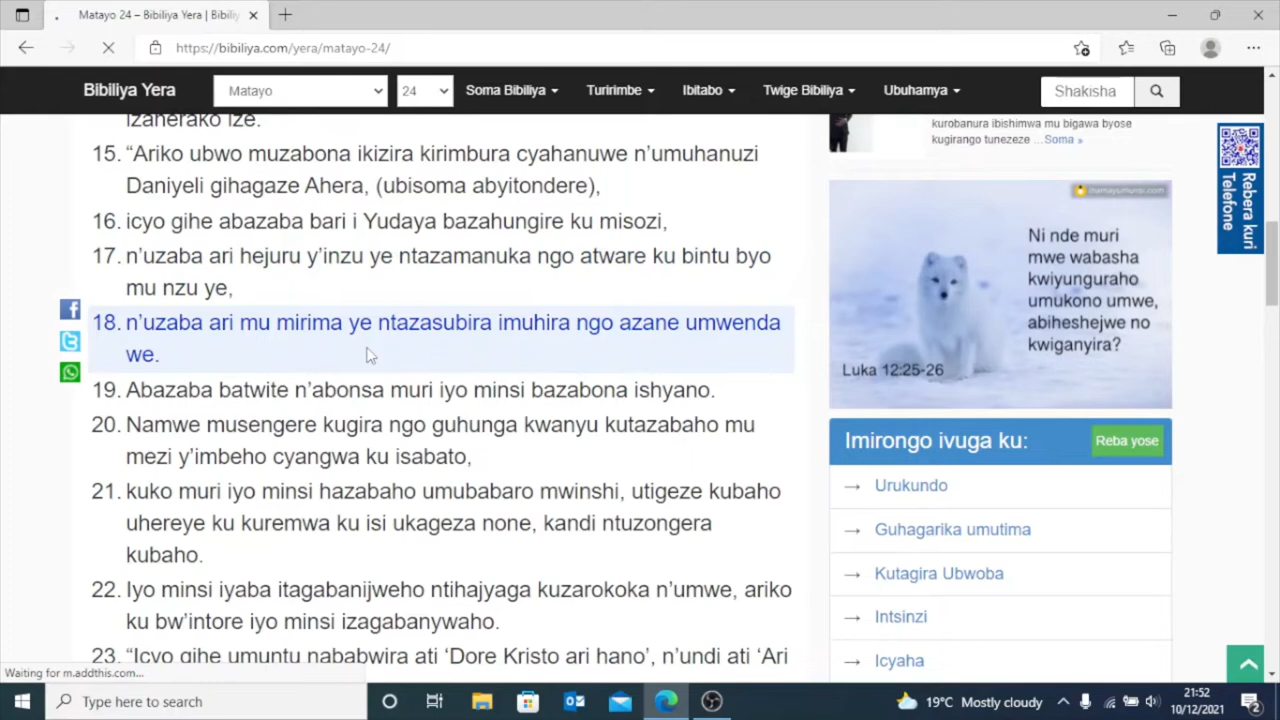 Matayo 24 – Bibiliya Yera | Bibiliy
https://bibiliya.com/yera/matayo-24/
Bibiliya Yera
Matayo
24
Soma Bibiliya
Turirimbe
Ibitabo
Twige Bibiliya
Ubuhamya
Shakisha
izaherako ize.
15. “Ariko ubwo muzabona ikizira kirimbura cyahanuwe n’umuhanuzi
Daniyeli gihagaze Ahera, (ubisoma abyitondere),
16. icyo gihe abazaba bari i Yudaya bazahungire ku misozi,
17. n’uzaba ari hejuru y’inzu ye ntazamanuka ngo atware ku bintu byo
mu nzu ye,
18. n’uzaba ari mu mirima ye ntazasubira imuhira ngo azane umwenda
we.
19. Abazaba batwite n’abonsa muri iyo minsi bazabona ishyano.
20. Namwe musengere kugira ngo guhunga kwanyu kutazabaho mu
mezi y’imbeho cyangwa ku isabato,
21. kuko muri iyo minsi hazabaho umubabaro mwinshi, utigeze kubaho
uhereye ku kuremwa ku isi ukageza none, kandi ntuzongera
kubaho.
22. Iyo minsi iyaba itagabanijweho ntihajyaga kuzarokoka n’umwe, ariko
ku bw’intore iyo minsi izagabanywaho.
23. “Icyo gihe umuntu nababwira ati ‘Dore Kristo ari hano’, n’undi ati ‘Ari
kurobanura ibishimwa mu bigawa byose
kugirango tunezeze ...Soma »
Ni nde muri
mwe wabasha
kwiyunguraho
umukono umwe,
abiheshejwe no
kwiganyira?
Luka 12:25-26
Imirongo ivuga ku:
Reba yose
→ Urukundo
→ Guhagarika umutima
→ Kutagira Ubwoba
→ Intsinzi
→ Icyaha
Rebera kuri
Telefone
Waiting for m.addthis.com...
Type here to search
19°C Mostly cloudy
21:52
10/12/2021
2